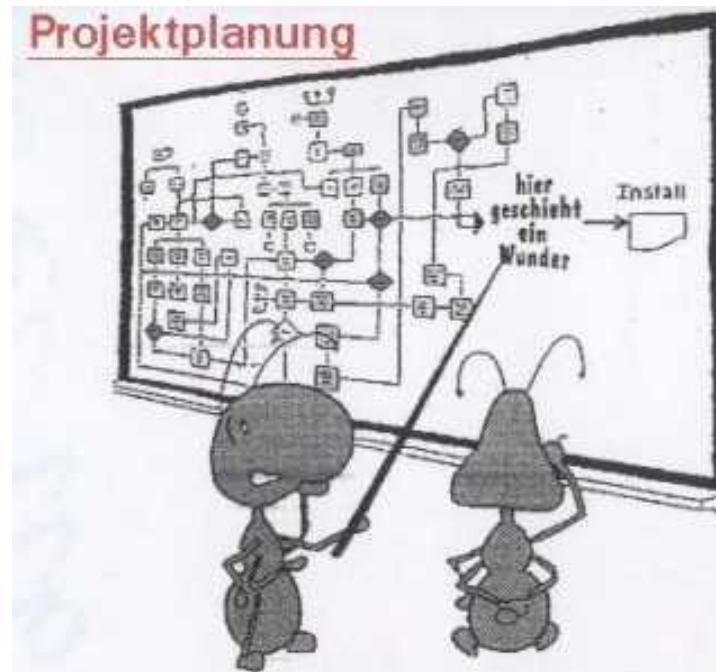 Projektplanung
hier
geschieht
ein
Wunder
Install